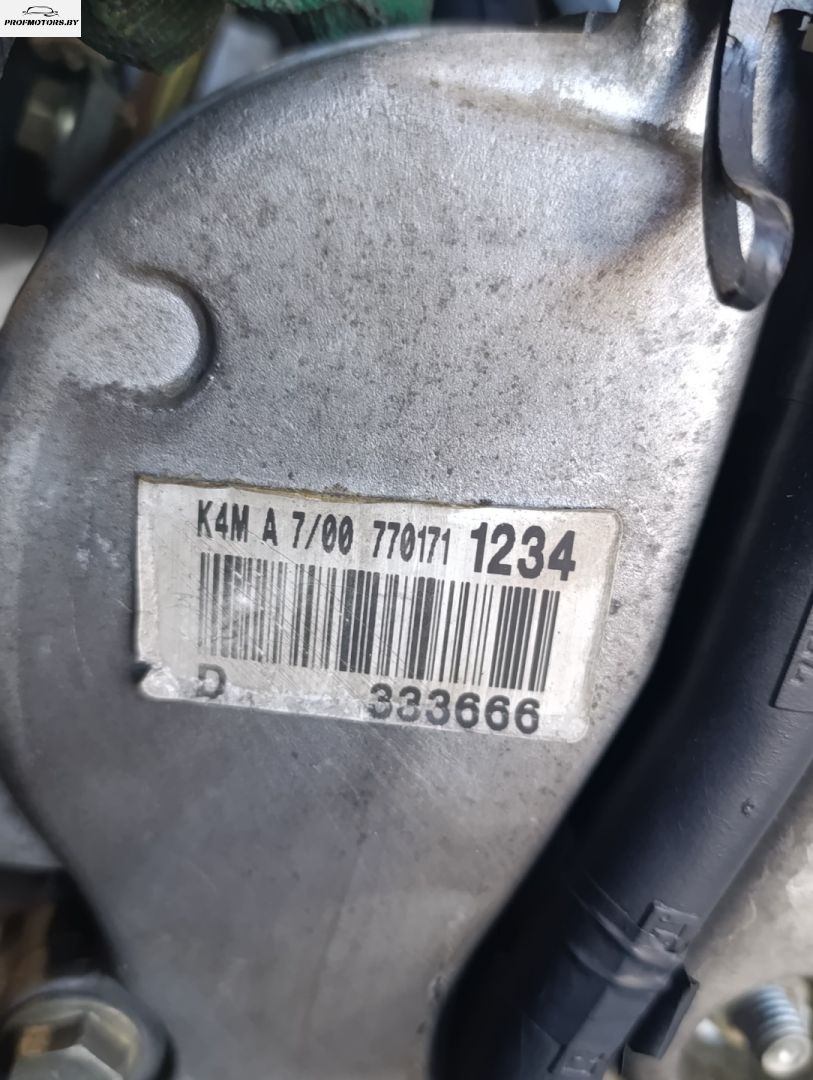 PROFMOTORS.BY
K4M A 7/00 770171 1234
D 333666